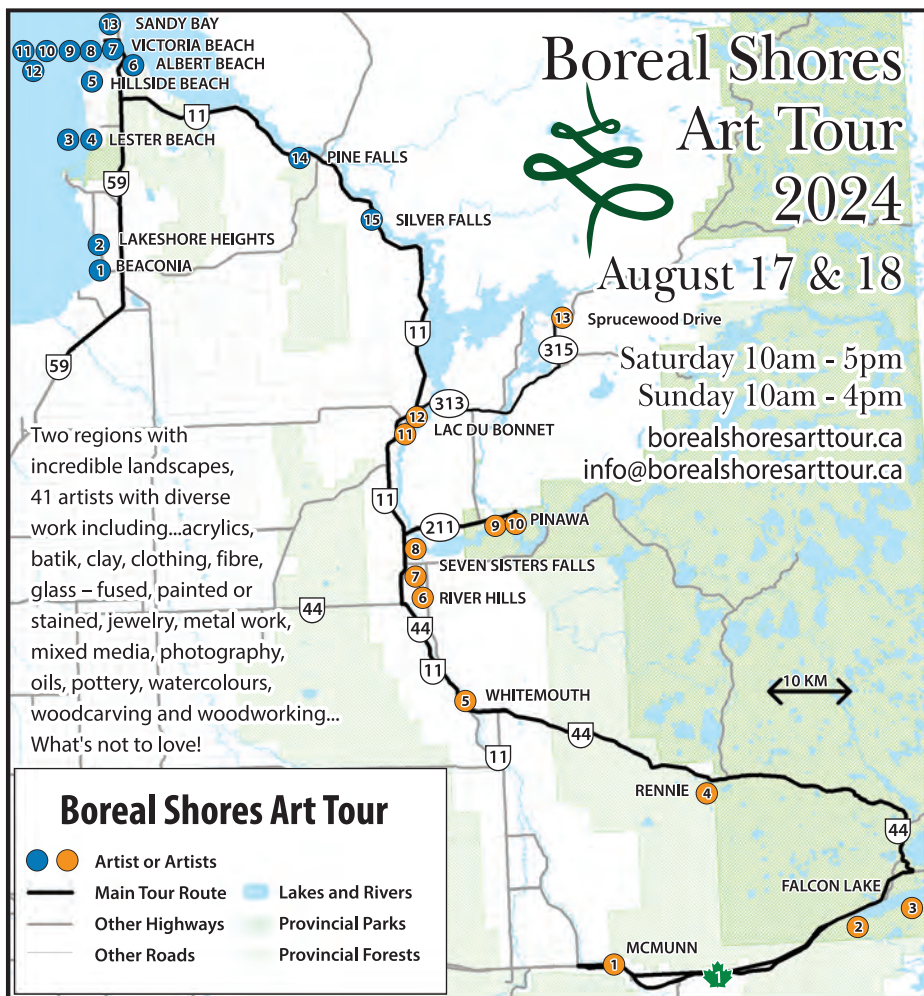 Boreal Shores
Art Tour
2024
August 17 & 18
Saturday 10am - 5pm
Sunday 10am - 4pm
borealshoresarttour.ca
info@borealshoresarttour.ca
13 SANDY BAY
11 10 9 8 7 VICTORIA BEACH
12
6 ALBERT BEACH
5 HILLSIDE BEACH
11
3 4 LESTER BEACH
14 PINE FALLS
59
15 SILVER FALLS
2 LAKESHORE HEIGHTS
1 BEACONIA
13 Sprucewood Drive
11
315
59
313
12
11
LAC DU BONNET
11
211
9 10 PINAWA
8
SEVEN SISTERS FALLS
7
6 RIVER HILLS
44
44
11
5 WHITEMOUTH
10 KM
44
11
RENNIE 4
44
FALCON LAKE
3
2
MCMUNN
1
1
Two regions with
incredible landscapes,
41 artists with diverse
work including...acrylics,
batik, clay, clothing, fibre,
glass – fused, painted or
stained, jewelry, metal work,
mixed media, photography,
oils, pottery, watercolours,
woodcarving and woodworking...
What's not to love!
Boreal Shores Art Tour
Artist or Artists
Main Tour Route
Other Highways
Other Roads
Lakes and Rivers
Provincial Parks
Provincial Forests